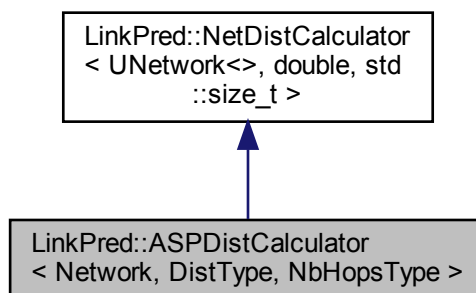 LinkPred::NetDistCalculator
< UNetwork<>, double, std
::size_t >
LinkPred::ASPDistCalculator
< Network, DistType, NbHopsType >